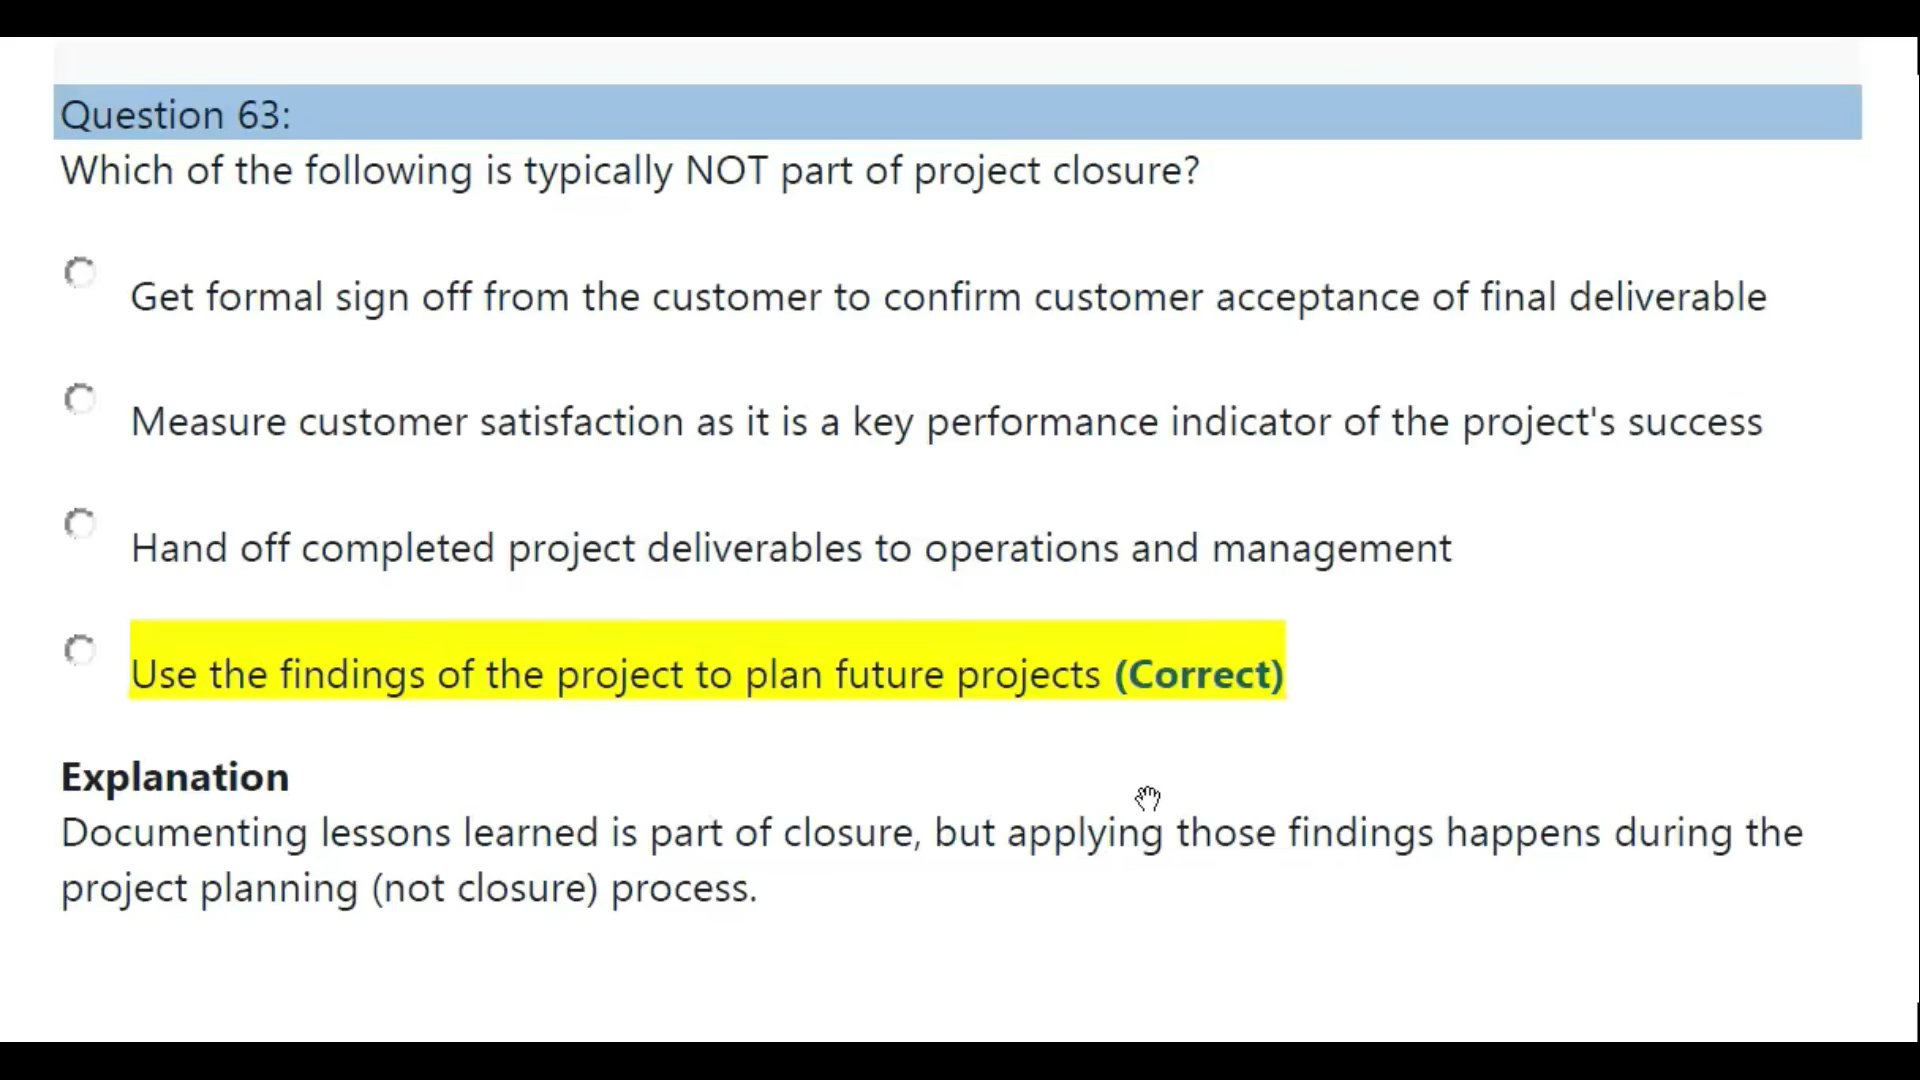 Question 63:
Which of the following is typically NOT part of project closure?
Get formal sign off from the customer to confirm customer acceptance of final deliverable
Measure customer satisfaction as it is a key performance indicator of the project's success
Hand off completed project deliverables to operations and management
Use the findings of the project to plan future projects (Correct)
Explanation
Documenting lessons learned is part of closure, but applying those findings happens during the
project planning (not closure) process.